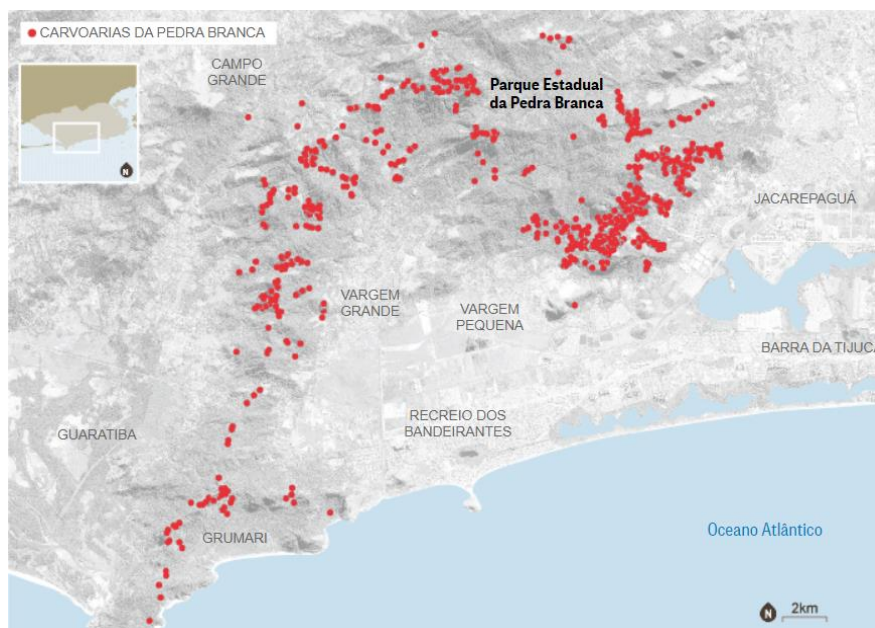 CARVOARIAS DA PEDRA BRANCA
CAMPO
GRANDE
Parque Estadual
da Pedra Branca
N
JACAREPAGUÁ
VARGEM
GRANDE
VARGEM
PEQUENA
BARRA DA TIJUCA
RECREIO DOS
BANDEIRANTES
GUARATIBA
GRUMARI
Oceano Atlântico
N
2km